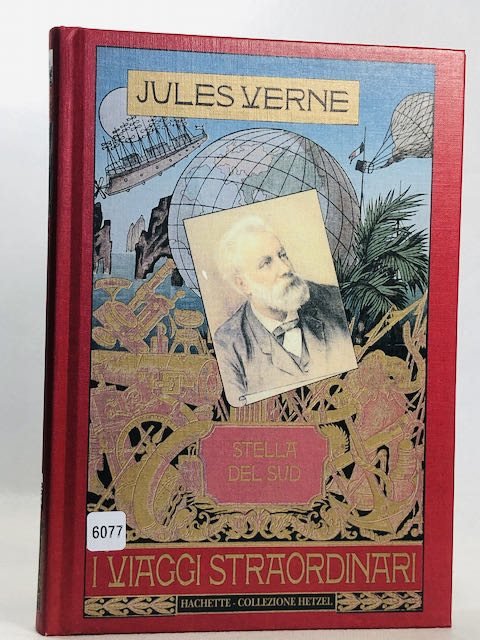 JULES VERNE
STELLA
DEL SUD
6077
I VIAGGI STRAORDINARI
HACHETTE - COLLEZIONE HETZEL